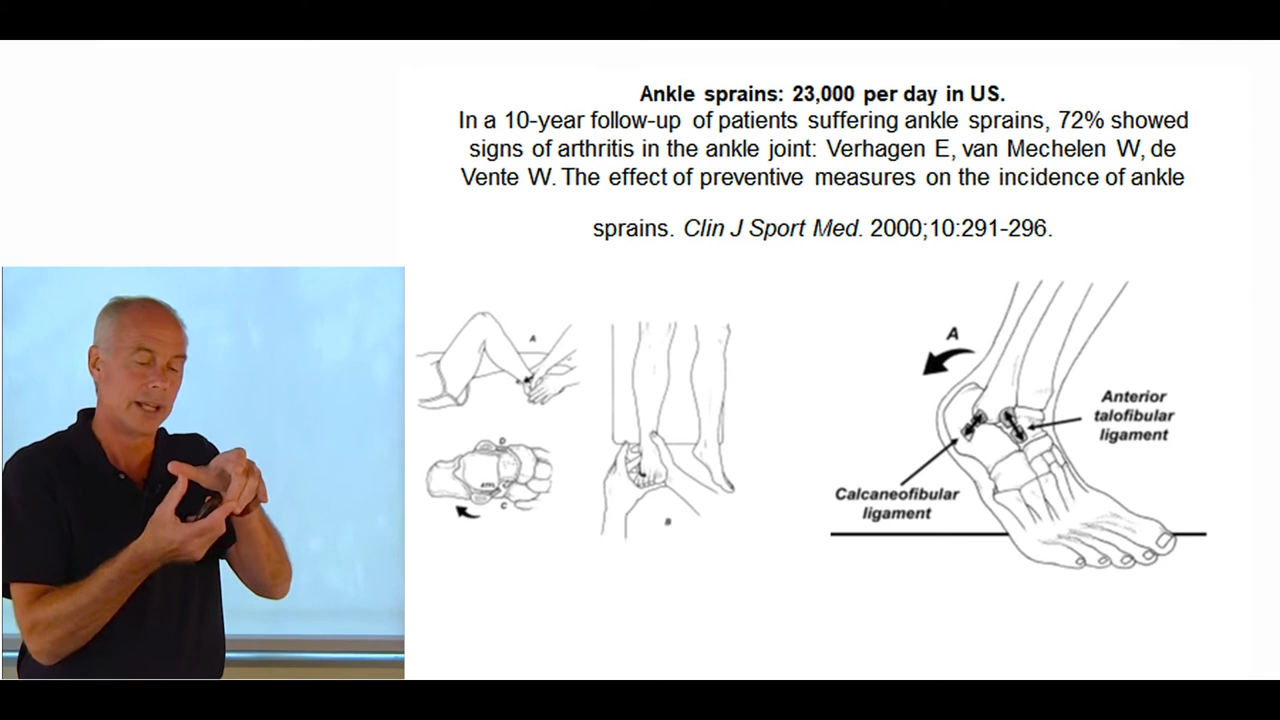 Ankle sprains: 23,000 per day in US.
In a 10-year follow-up of patients suffering ankle sprains, 72% showed
signs of arthritis in the ankle joint: Verhagen E, van Mechelen W, de
Vente W. The effect of preventive measures on the incidence of ankle
sprains. Clin J Sport Med. 2000;10:291-296.
A
A
Anterior
talofibular
ligament
D
ATFL
C
B
Calcaneofibular
ligament